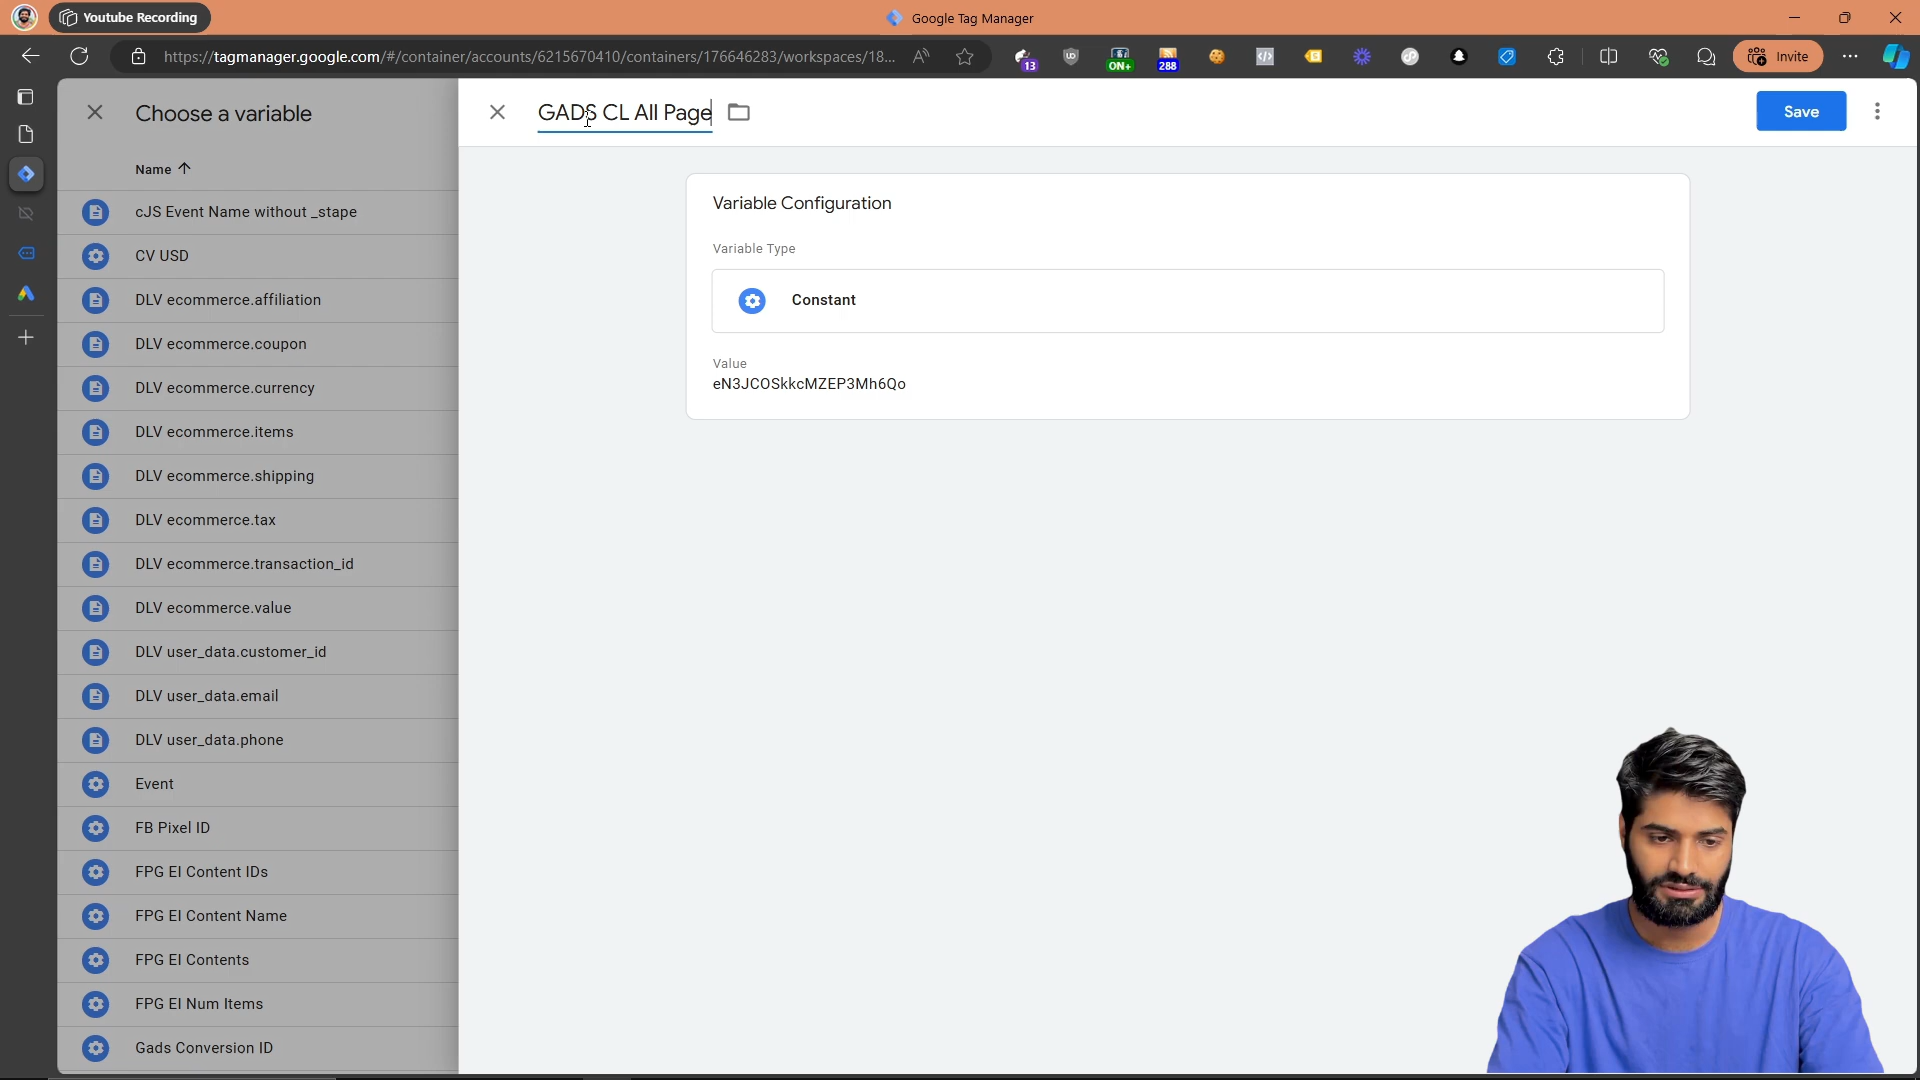 Youtube Recording
Google Tag Manager
https://tagmanager.google.com/#/container/accounts/6215670410/containers/176646283/workspaces/18...
13
ON+
288
Invite
Choose a variable
GADS CL All Page
Save
Name
cJS Event Name without _stape
CV USD
DLV ecommerce.affiliation
DLV ecommerce.coupon
DLV ecommerce.currency
DLV ecommerce.items
DLV ecommerce.shipping
DLV ecommerce.tax
DLV ecommerce.transaction_id
DLV ecommerce.value
DLV user_data.customer_id
DLV user_data.email
DLV user_data.phone
Event
FB Pixel ID
FPG EI Content IDs
FPG EI Content Name
FPG EI Contents
FPG EI Num Items
Gads Conversion ID
Variable Configuration
Variable Type
Constant
Value
eN3JCOSkkcMZEP3Mh6Qo